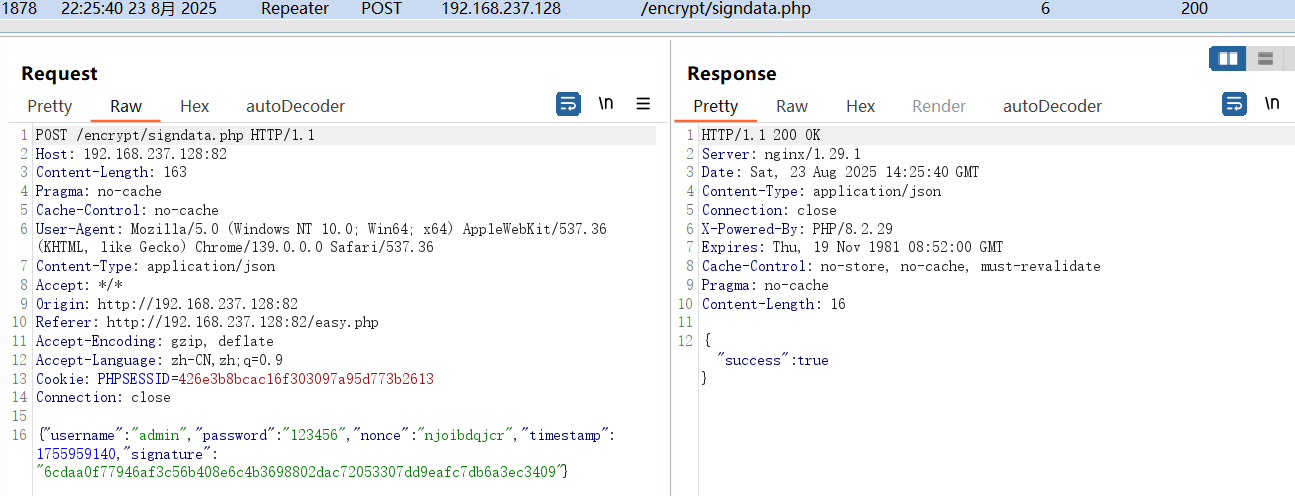 1878 22:25:40 23 8月 2025 Repeater POST 192.168.237.128 /encrypt/signdata.php 6 200
Request
Pretty Raw Hex autoDecoder \n
1 POST /encrypt/signdata.php HTTP/1.1
2 Host: 192.168.237.128:82
3 Content-Length: 163
4 Pragma: no-cache
5 Cache-Control: no-cache
6 User-Agent: Mozilla/5.0 (Windows NT 10.0; Win64; x64) AppleWebKit/537.36
(KHTML, like Gecko) Chrome/139.0.0.0 Safari/537.36
7 Content-Type: application/json
8 Accept: */*
9 Origin: http://192.168.237.128:82
10 Referer: http://192.168.237.128:82/easy.php
11 Accept-Encoding: gzip, deflate
12 Accept-Language: zh-CN,zh;q=0.9
13 Cookie: PHPSESSID=426e3b8bcac16f303097a95d773b2613
14 Connection: close
15
16 {"username":"admin","password":"123456","nonce":"njoibdqjcr","timestamp":
1755959140,"signature":
"6cdaa0f77946af3c56b408e6c4b3698802dac72053307dd9eafc7db6a3ec3409"}
Response
Pretty Raw Hex Render autoDecoder \n
1 HTTP/1.1 200 OK
2 Server: nginx/1.29.1
3 Date: Sat, 23 Aug 2025 14:25:40 GMT
4 Content-Type: application/json
5 Connection: close
6 X-Powered-By: PHP/8.2.29
7 Expires: Thu, 19 Nov 1981 08:52:00 GMT
8 Cache-Control: no-store, no-cache, must-revalidate
9 Pragma: no-cache
10 Content-Length: 16
11
12 {
"success":true
}